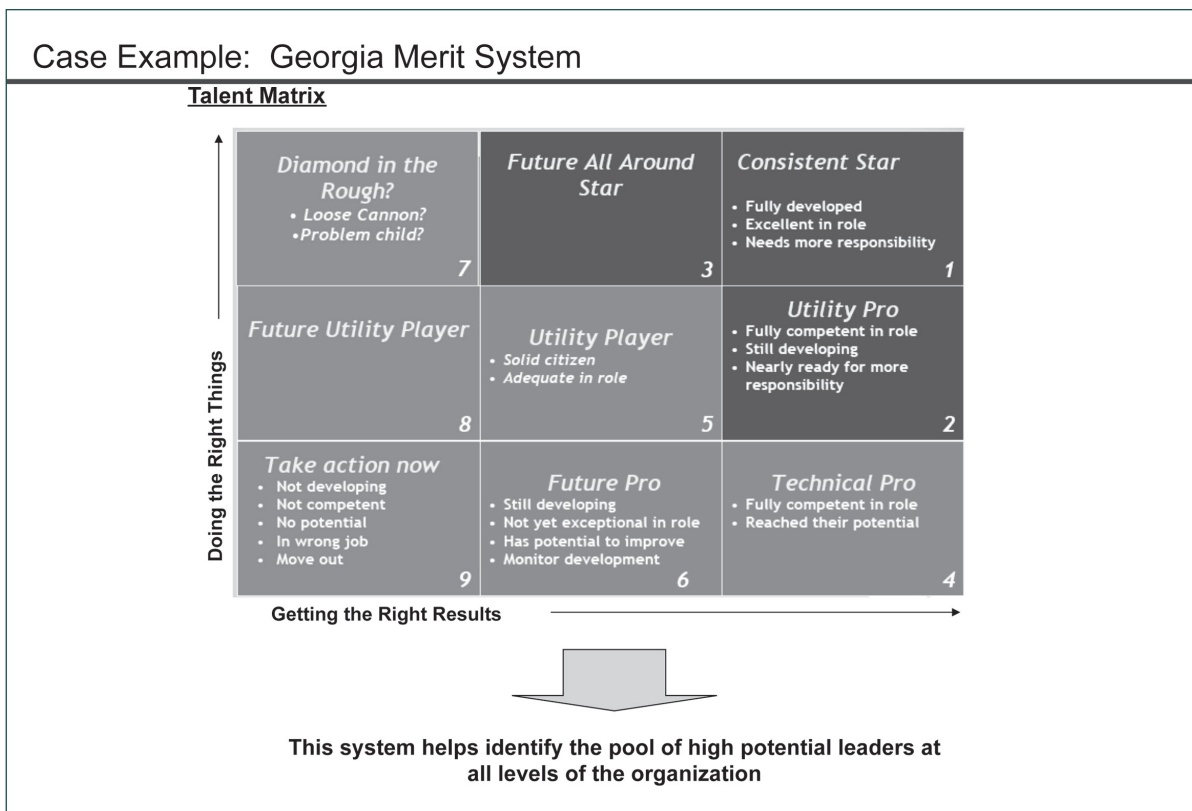 Case Example: Georgia Merit System
Talent Matrix
Doing the Right Things
Diamond in the
Rough?
• Loose Cannon?
•Problem child?
7
Future All Around
Star
3
Consistent Star
• Fully developed
• Excellent in role
• Needs more responsibility
1
Future Utility Player
8
Utility Player
• Solid citizen
• Adequate in role
5
Utility Pro
• Fully competent in role
• Still developing
• Nearly ready for more
responsibility
2
Take action now
• Not developing
• Not competent
• No potential
• In wrong job
• Move out
9
Future Pro
• Still developing
• Not yet exceptional in role
• Has potential to improve
• Monitor development
6
Technical Pro
• Fully competent in role
• Reached their potential
4
Getting the Right Results
This system helps identify the pool of high potential leaders at
all levels of the organization